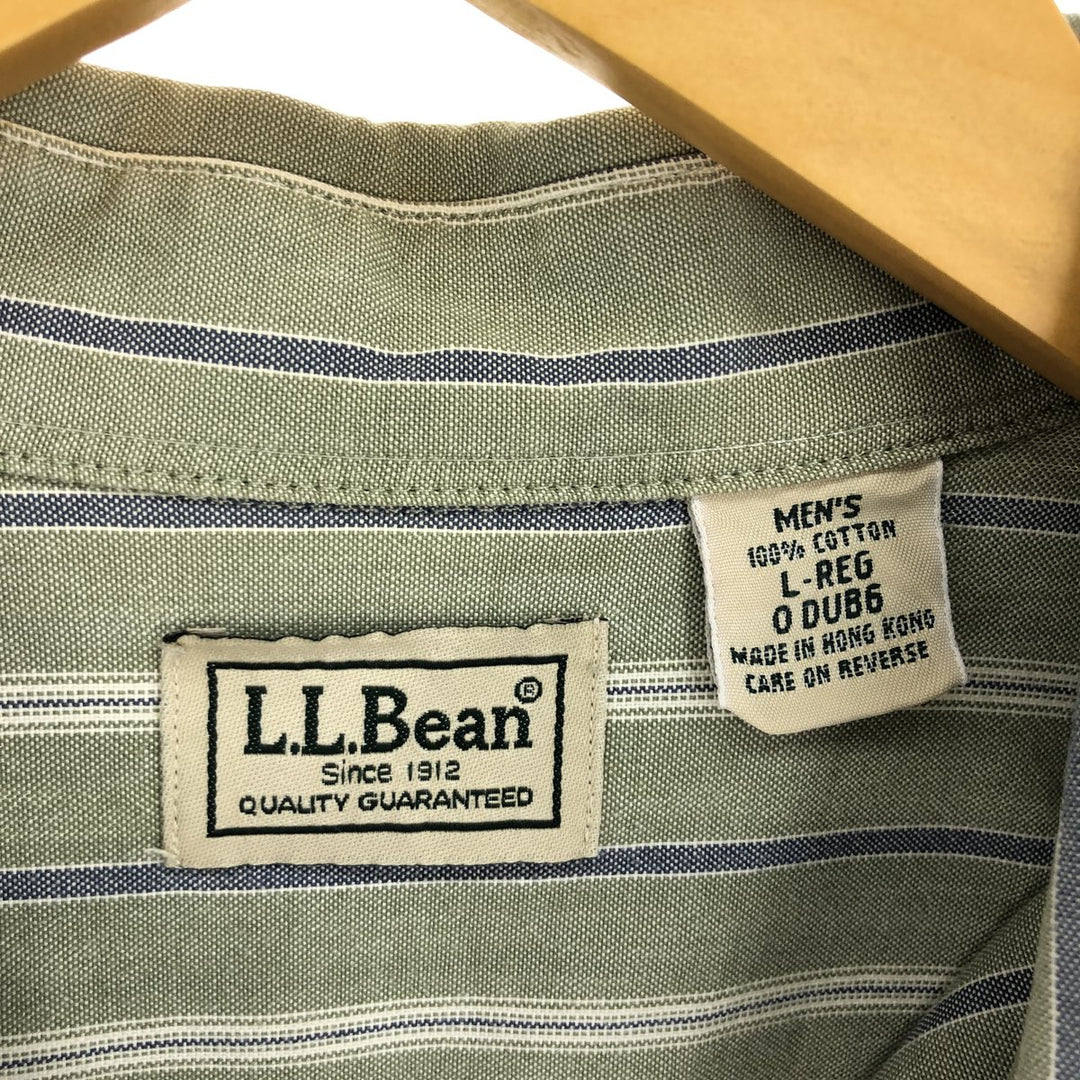 MEN'S
100% COTTON
L-REG
0 DUB6
MADE IN HONG KONG
CARE ON REVERSE
L.L.Bean®
Since 1912
QUALITY GUARANTEED